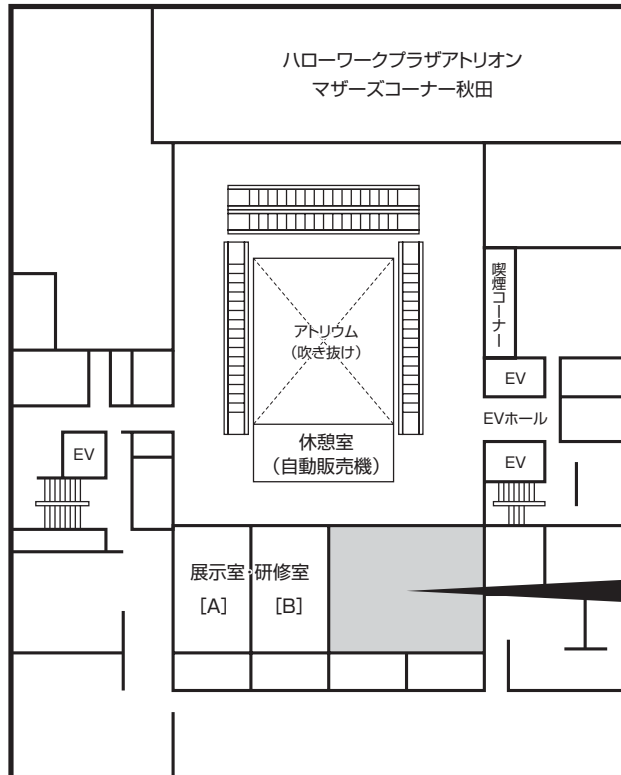 ハローワークプラザアトリオン
マザーズコーナー秋田
喫煙コーナー
アトリウム
（吹き抜け）
EV
EVホール
休憩室
（自動販売機）
EV
EV
展示室・研修室
［A］ ［B］